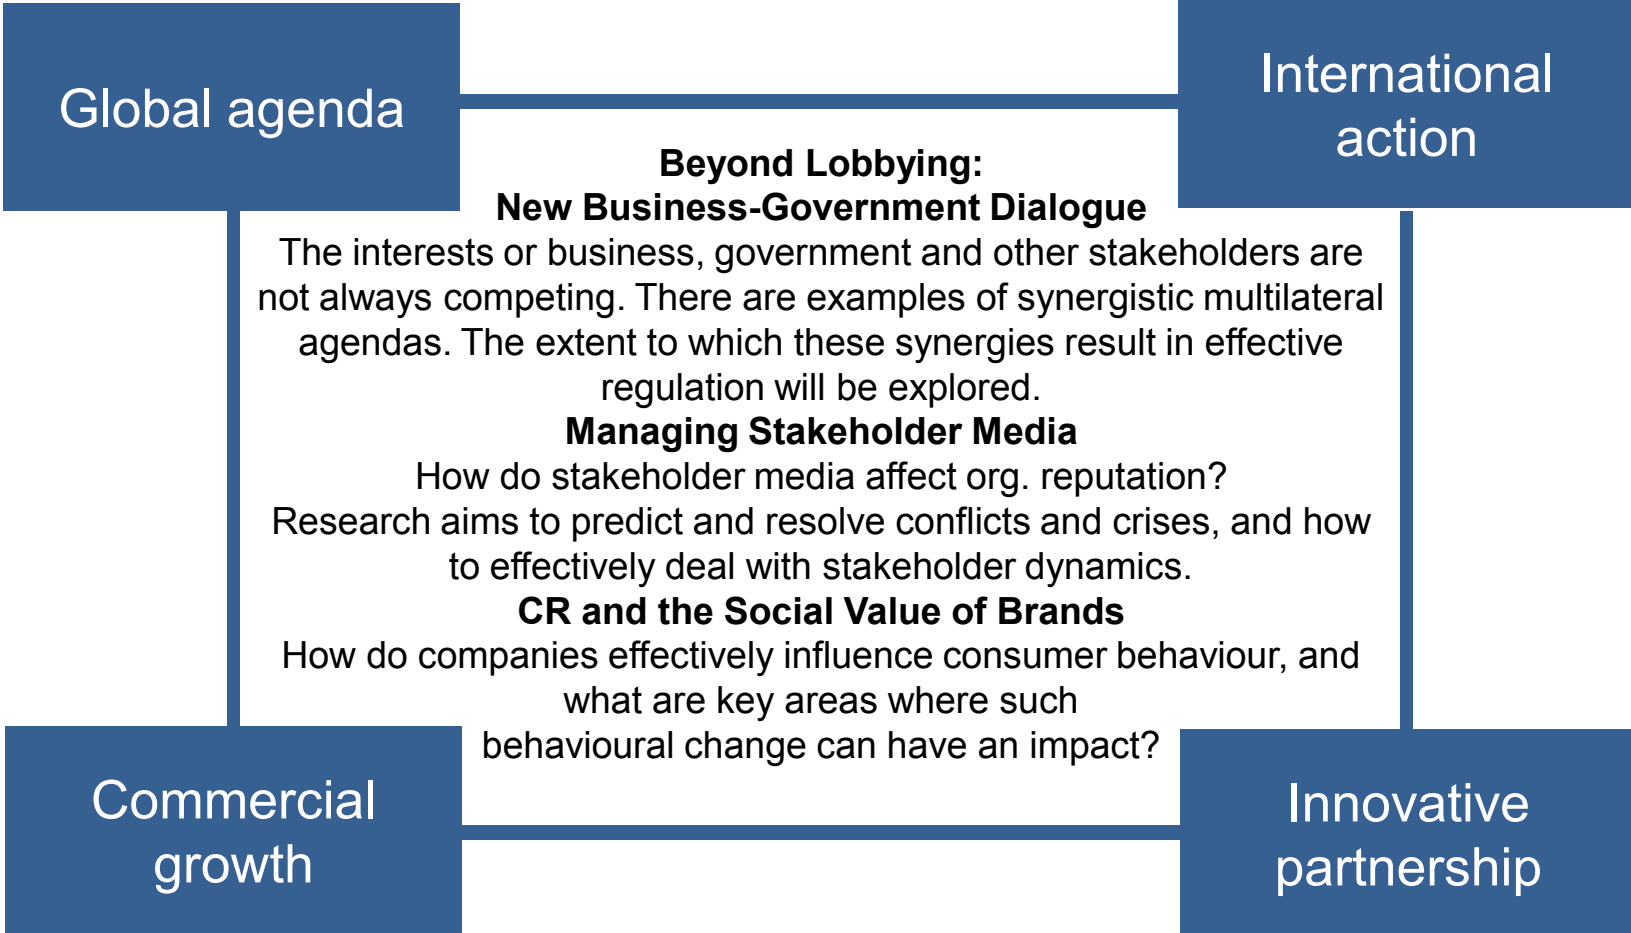 Global agenda
International
action
Beyond Lobbying:
New Business-Government Dialogue
The interests or business, government and other stakeholders are
not always competing. There are examples of synergistic multilateral
agendas. The extent to which these synergies result in effective
regulation will be explored.
Managing Stakeholder Media
How do stakeholder media affect org. reputation?
Research aims to predict and resolve conflicts and crises, and how
to effectively deal with stakeholder dynamics.
CR and the Social Value of Brands
How do companies effectively influence consumer behaviour, and
what are key areas where such
behavioural change can have an impact?
Commercial
growth
Innovative
partnership